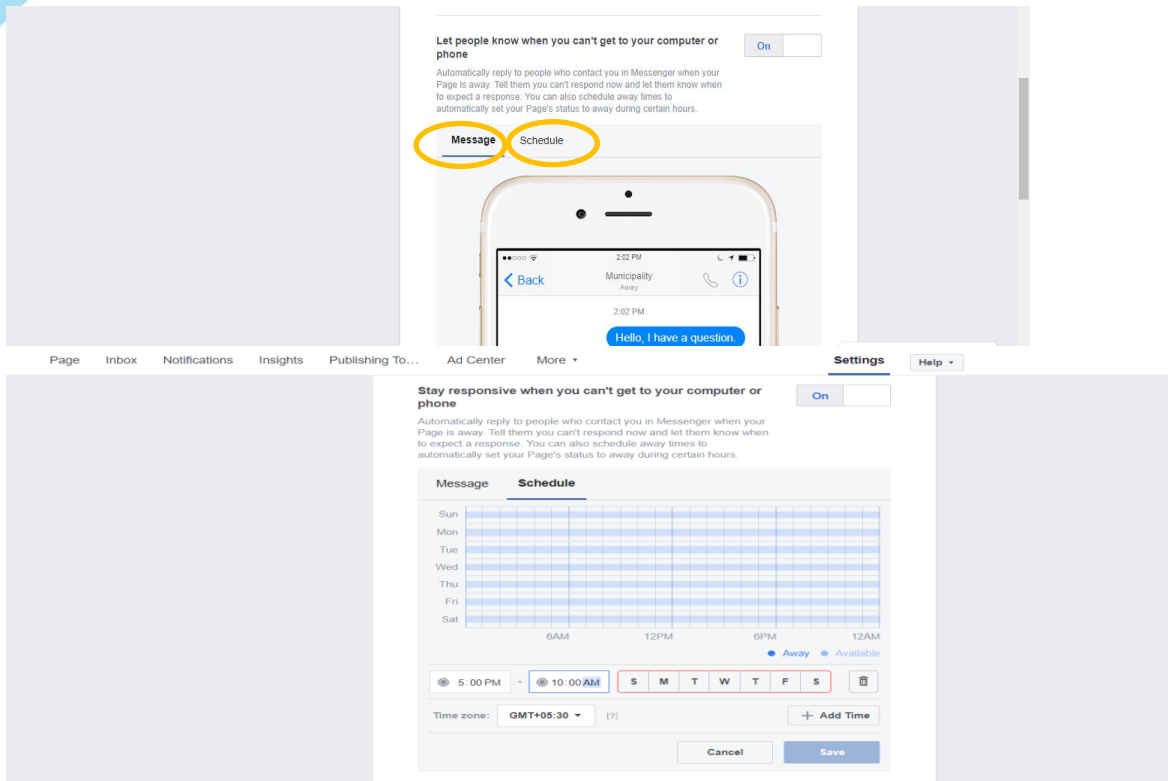 Let people know when you can't get to your computer or
phone
On
Automatically reply to people who contact you in Messenger when your
Page is away. Tell them you can't respond now and let them know when
to expect a response. You can also schedule away times to
automatically set your Page's status to away during certain hours.
Message Schedule
2:02 PM
Back Municipality
Away
2:02 PM
Hello, I have a question.
Page Inbox Notifications Insights Publishing To... Ad Center More Settings Help
Stay responsive when you can't get to your computer or
phone
On
Automatically reply to people who contact you in Messenger when your
Page is away. Tell them you can't respond now and let them know when
to expect a response. You can also schedule away times to
automatically set your Page's status to away during certain hours.
Message Schedule
Sun
Mon
Tue
Wed
Thu
Fri
Sat
6AM 12PM 6PM 12AM
Away Available
5:00 PM - 10:00 AM S M T W T F S
Time zone: GMT+05:30 [?] + Add Time
Cancel Save